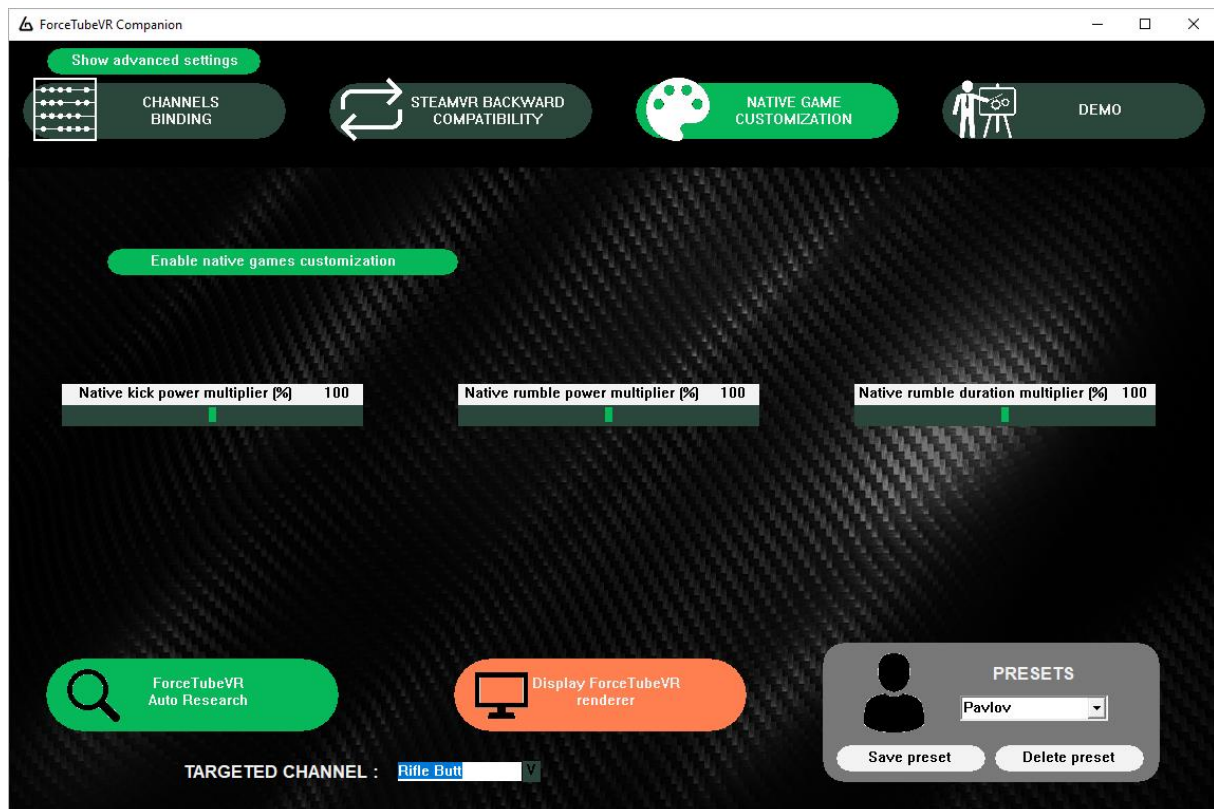 ForceTubeVR Companion
Show advanced settings
CHANNELS
BINDING
STEAMVR BACKWARD
COMPATIBILITY
NATIVE GAME
CUSTOMIZATION
DEMO
Enable native games customization
Native kick power multiplier (%) 100
Native rumble power multiplier (%) 100
Native rumble duration multiplier (%) 100
ForceTubeVR
Auto Research
Display ForceTubeVR
renderer
PRESETS
Pavlov
Save preset
Delete preset
TARGETED CHANNEL :
Rifle Butt
V